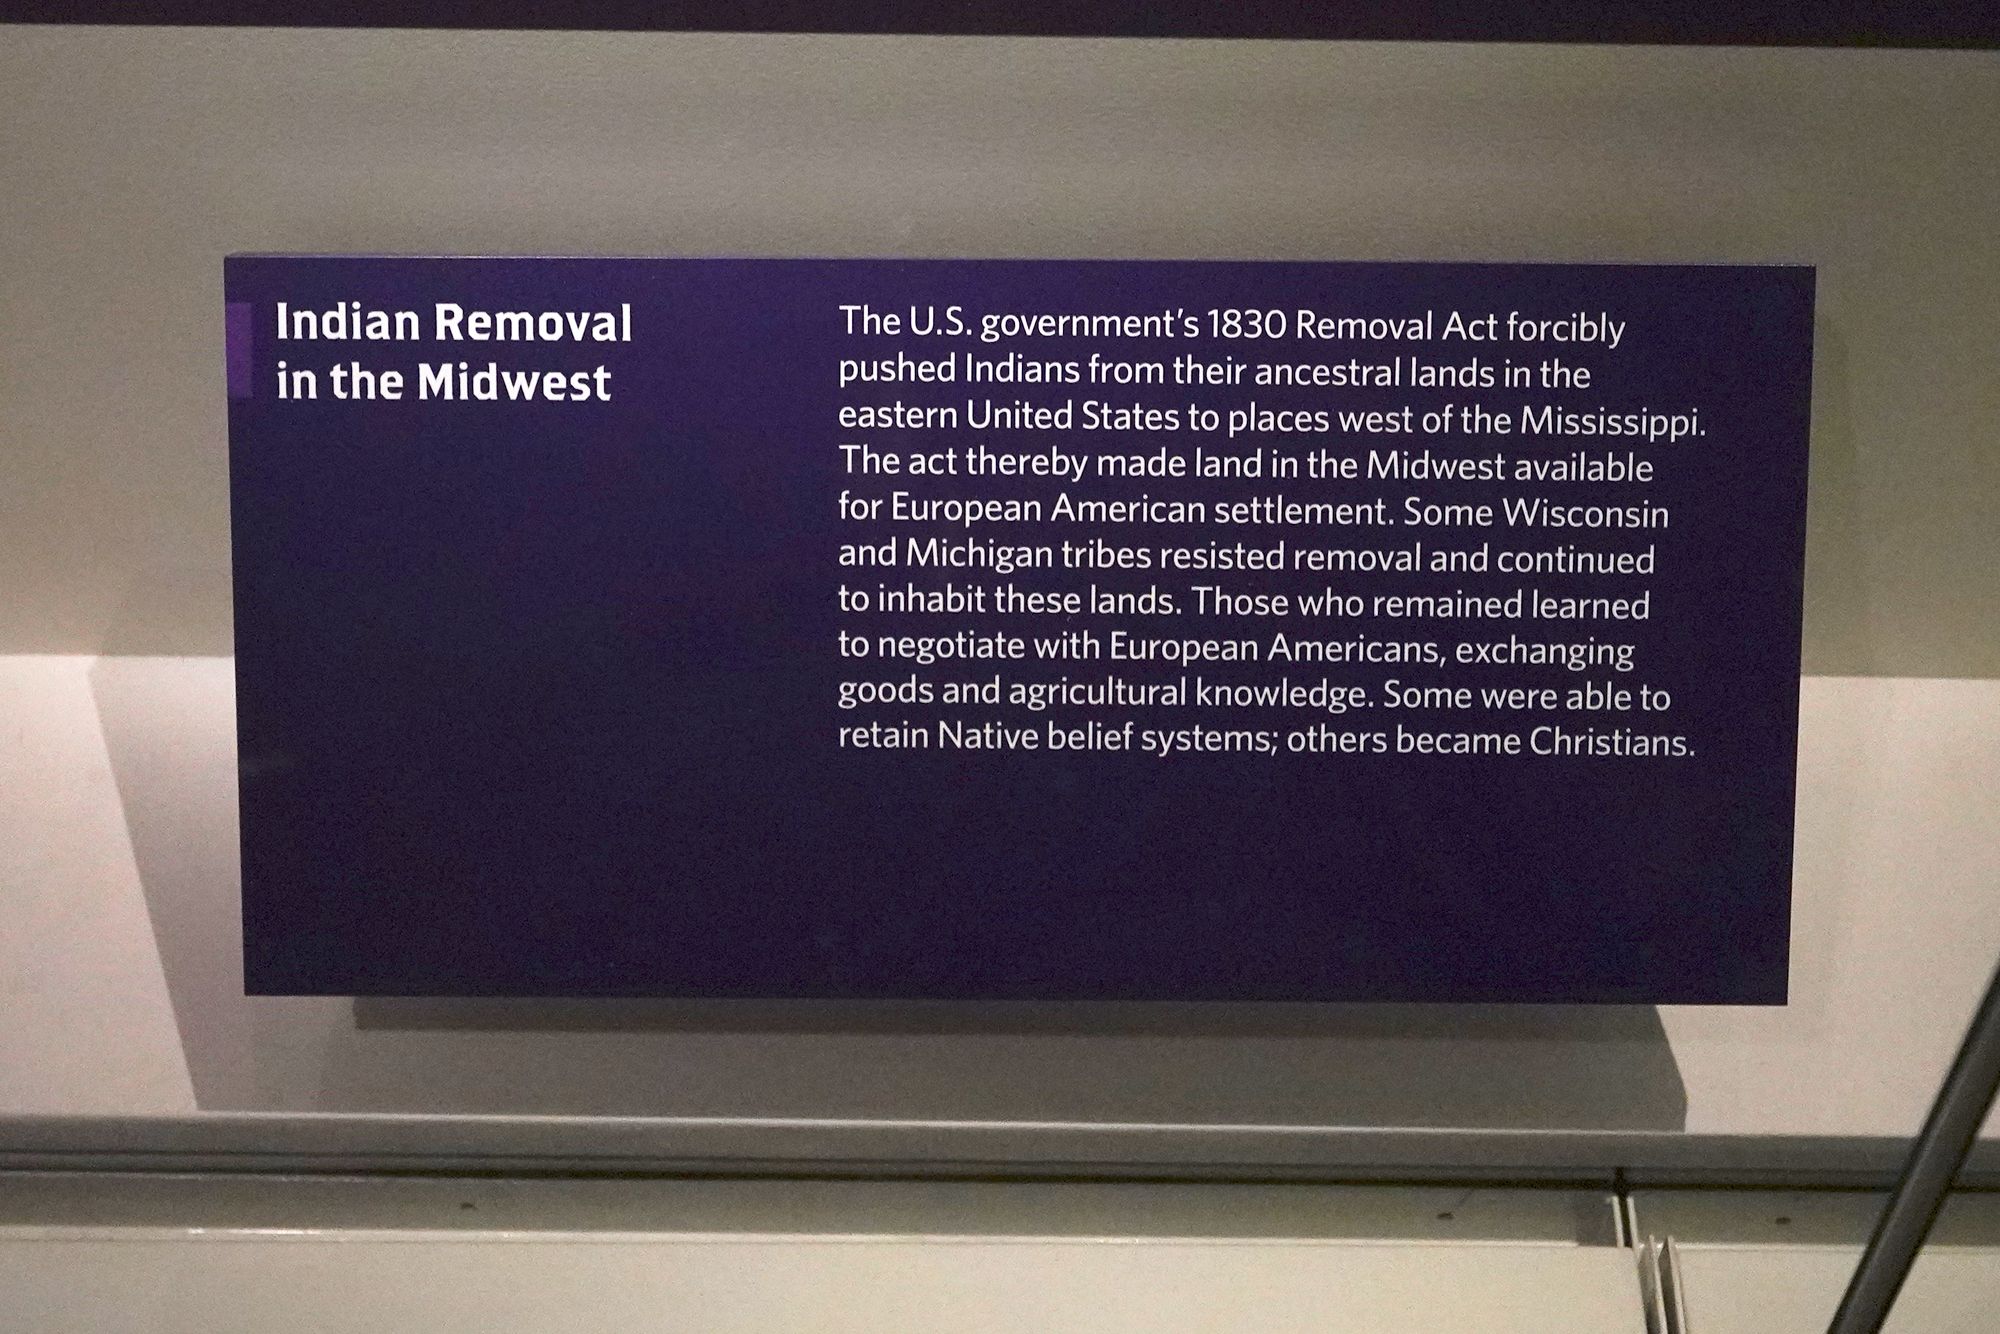 Indian Removal
in the Midwest
The U.S. government's 1830 Removal Act forcibly
pushed Indians from their ancestral lands in the
eastern United States to places west of the Mississippi.
The act thereby made land in the Midwest available
for European American settlement. Some Wisconsin
and Michigan tribes resisted removal and continued
to inhabit these lands. Those who remained learned
to negotiate with European Americans, exchanging
goods and agricultural knowledge. Some were able to
retain Native belief systems; others became Christians.